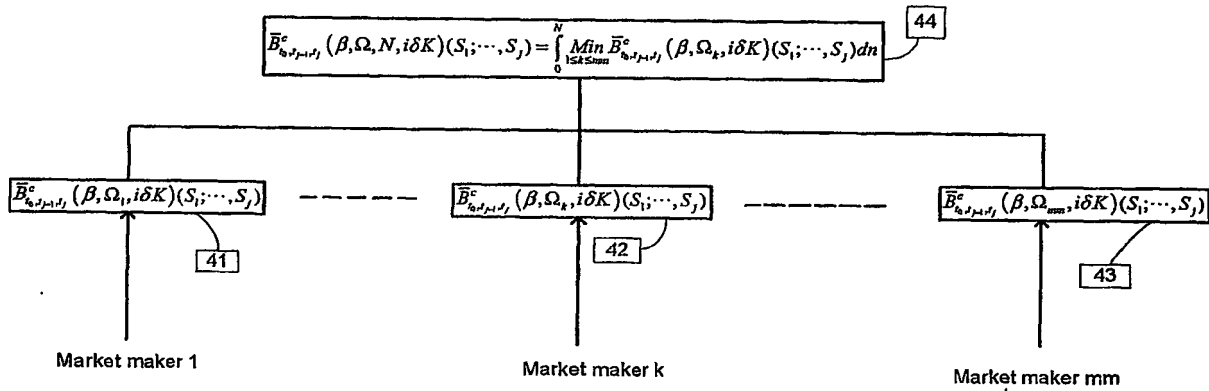 44
B̅ᶜ_{t₀,t_{j-1},t_j}(β,Ω,N,iδK)(S₁;⋯,S_j) = ∫₀ᴺ Min_{1≤k≤mm} B̅ᶜ_{t₀,t_{j-1},t_j}(β,Ω_k,iδK)(S₁;⋯,S_j)dn
B̅ᶜ_{t₀,t_{j-1},t_j}(β,Ω₁,iδK)(S₁;⋯,S_j)
B̅ᶜ_{t₀,t_{j-1},t_j}(β,Ω_k,iδK)(S₁;⋯,S_j)
B̅ᶜ_{t₀,t_{j-1},t_j}(β,Ω_{mm},iδK)(S₁;⋯,S_j)
41
42
43
Market maker 1
Market maker k
Market maker mm